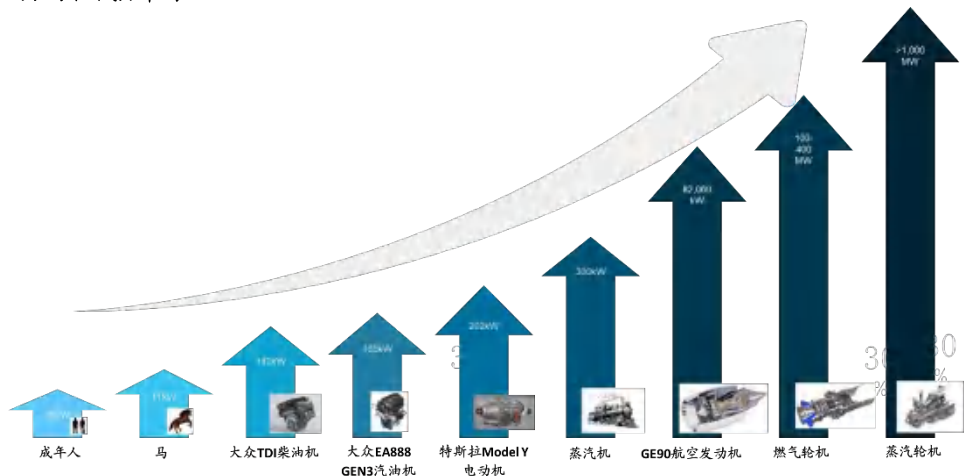 202kW
300kW
82,000
kW
100-
400
MW
>1,000
MW
成年人
马
大众TDI柴油机
大众EA888
GEN3汽油机
特斯拉Model Y
电动机
蒸汽机
GE90航空发动机
燃气轮机
蒸汽轮机